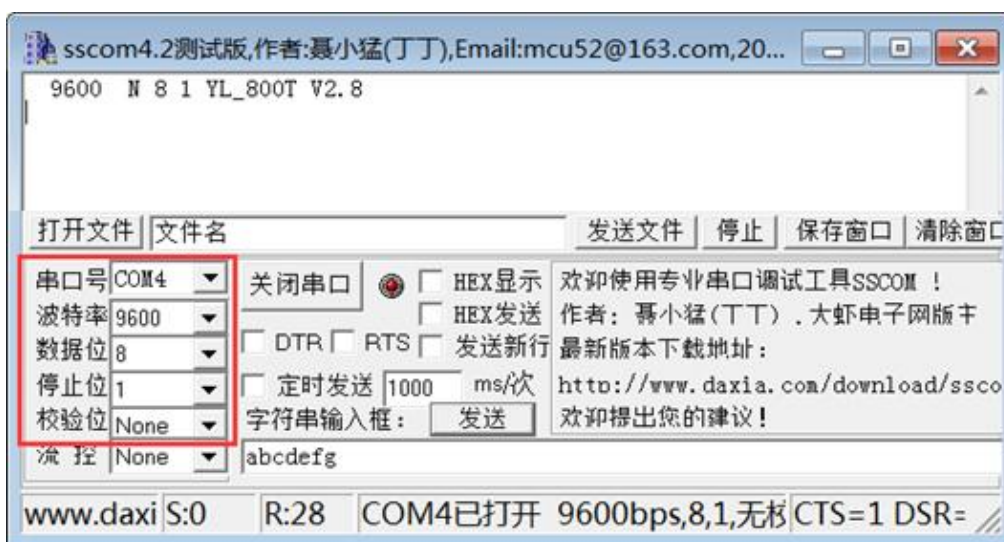 sscom4.2测试版,作者:聂小猛(丁丁),Email:mcu52@163.com,20...
9600 N 8 1 YL_800T V2.8
打开文件 文件名 发送文件 停止 保存窗口 清除窗口
串口号 COM4 关闭串口 HEX显示 欢迎使用专业串口调试工具SSCOM !
波特率 9600 HEX发送 作者: 聂小猛(丁丁) .大虾电子网版主
数据位 8 DTR RTS 发送新行 最新版本下载地址:
停止位 1 定时发送 1000 ms/次 http://www.daxia.com/download/ssco
校验位 None 字符串输入框: 发送 欢迎提出您的建议!
流 控 None abcdefg
www.daxi S:0 R:28 COM4已打开 9600bps,8,1,无校 CTS=1 DSR=